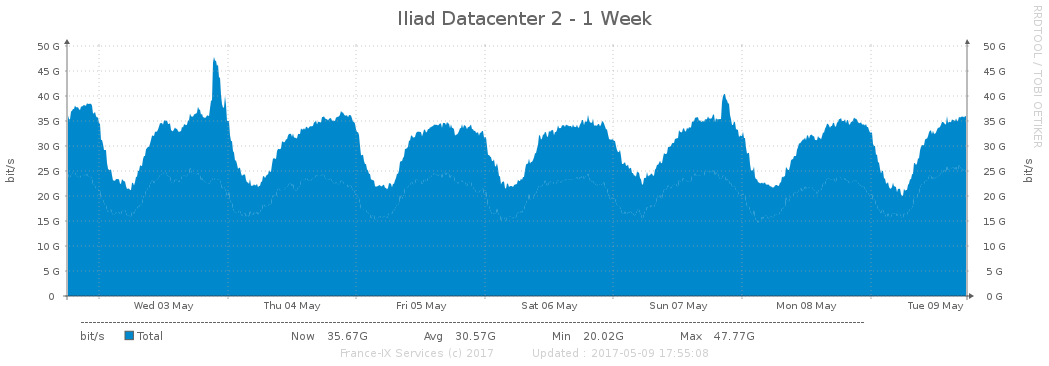 Iliad Datacenter 2 - 1 Week
RRDTOOL / TOBI OETIKER
50 G 50 G
45 G 45 G
40 G 40 G
35 G 35 G
30 G 30 G
25 G 25 G
20 G 20 G
15 G 15 G
10 G 10 G
5 G 5 G
0 0 G
bit/s
bit/s
Wed 03 May Thu 04 May Fri 05 May Sat 06 May Sun 07 May Mon 08 May Tue 09 May
bit/s Total Now 35.67G Avg 30.57G Min 20.02G Max 47.77G
France-IX Services (c) 2017 Updated : 2017-05-09 17:55:08